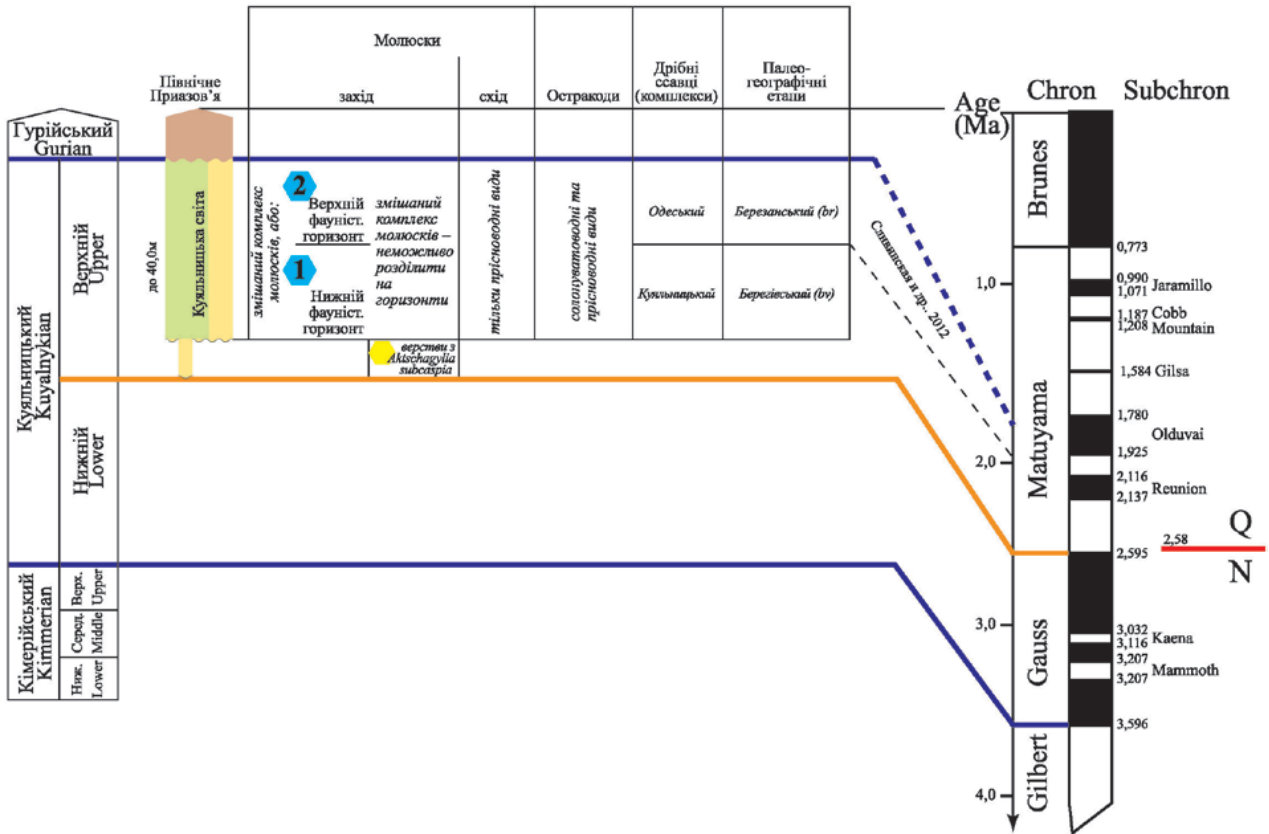 Молюски
Північне
Приазов’я
захід
схід
Остракоди
Дрібні
ссавці
(комплекси)
Палео-
географічні
етапи
Age
(Ma)
Chron
Subchron
Гурійський
Gurian
Куяльницький
Kuyalnykian
Верхній
Upper
Нижній
Lower
Кімерійський
Kimmerian
Верх.
Upper
Серед.
Middle
Ниж.
Lower
до 40,0м
Куяльницька світа
змішаний комплекс
молюсків, або:
2
Верхній
фауніст.
горизонт
1
Нижній
фауніст.
горизонт
змішаний
комплекс
молюсків –
неможливо
розділити
на
горизонти
верстви з
Aktschagylia
subcaspia
тільки прісноводні види
солонуватоводні та
прісноводні види
Одеський
Куяльницький
Березанський (br)
Берегівський (bv)
Сливинская и др., 2012
1,0
2,0
3,0
4,0
Brunes
Matuyama
Gauss
Gilbert
0,773
0,990
1,071
Jaramillo
1,187
1,208
Cobb
Mountain
1,584 Gilsa
1,780
Olduvai
1,925
2,116
Reunion
2,137
2,58
Q
2,595
N
3,032
Kaena
3,116
3,207
Mammoth
3,207
3,596